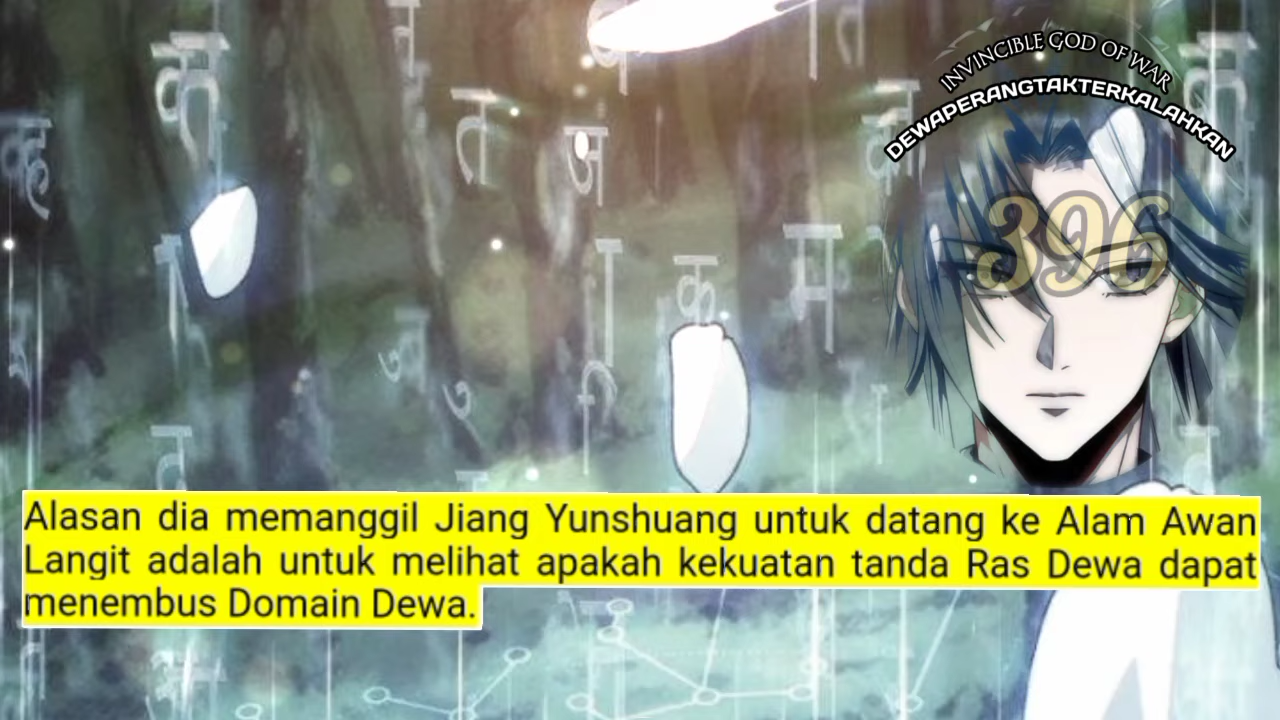 INVINCIBLE GOD OF WAR
DEWAPERANGTAKTERKALAHKAN
396
Alasan dia memanggil Jiang Yunshuang untuk datang ke Alam Awan
Langit adalah untuk melihat apakah kekuatan tanda Ras Dewa dapat
menembus Domain Dewa.